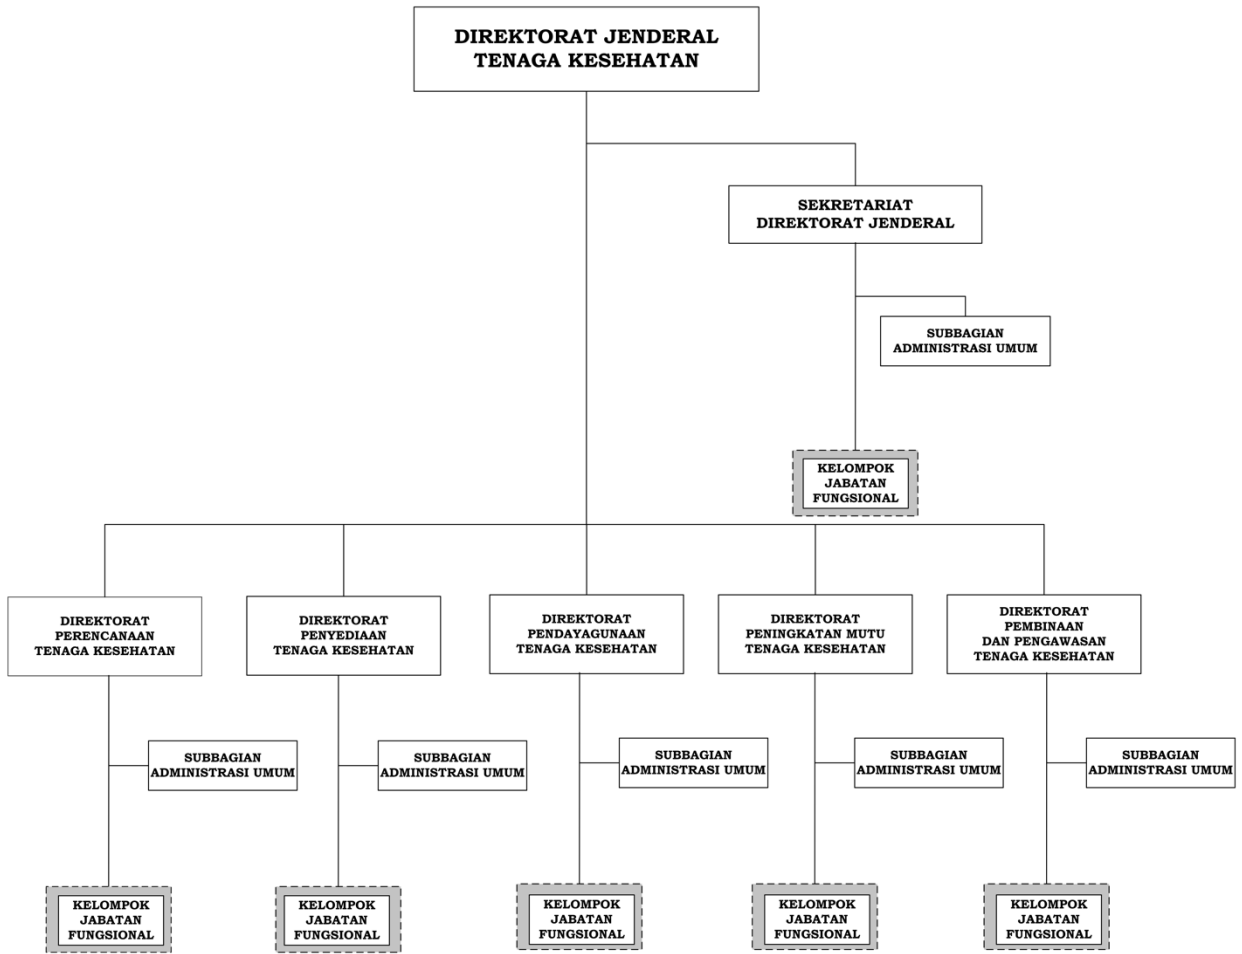 DIREKTORAT JENDERAL
TENAGA KESEHATAN
SEKRETARIAT
DIREKTORAT JENDERAL
SUBBAGIAN
ADMINISTRASI UMUM
KELOMPOK
JABATAN
FUNGSIONAL
DIREKTORAT
PERENCANAAN
TENAGA KESEHATAN
DIREKTORAT
PENYEDIAAN
TENAGA KESEHATAN
DIREKTORAT
PENDAYAGUNAAN
TENAGA KESEHATAN
DIREKTORAT
PENINGKATAN MUTU
TENAGA KESEHATAN
DIREKTORAT
PEMBINAAN
DAN PENGAWASAN
TENAGA KESEHATAN
SUBBAGIAN
ADMINISTRASI UMUM
SUBBAGIAN
ADMINISTRASI UMUM
SUBBAGIAN
ADMINISTRASI UMUM
SUBBAGIAN
ADMINISTRASI UMUM
SUBBAGIAN
ADMINISTRASI UMUM
KELOMPOK
JABATAN
FUNGSIONAL
KELOMPOK
JABATAN
FUNGSIONAL
KELOMPOK
JABATAN
FUNGSIONAL
KELOMPOK
JABATAN
FUNGSIONAL
KELOMPOK
JABATAN
FUNGSIONAL